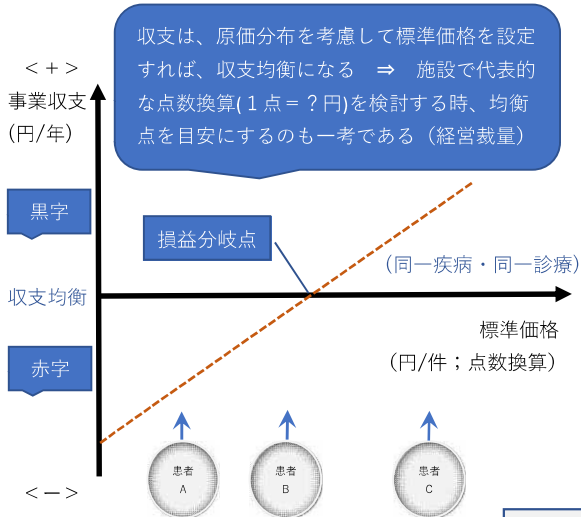 収支は、原価分布を考慮して標準価格を設定
すれば、収支均衡になる ⇒ 施設で代表的
な点数換算(１点＝？円)を検討する時、均衡
点を目安にするのも一考である（経営裁量）
＜＋＞
事業収支
(円/年)
黒字
損益分岐点
（同一疾病・同一診療）
収支均衡
標準価格
（円/件；点数換算）
赤字
患者
A
患者
B
患者
C
＜－＞